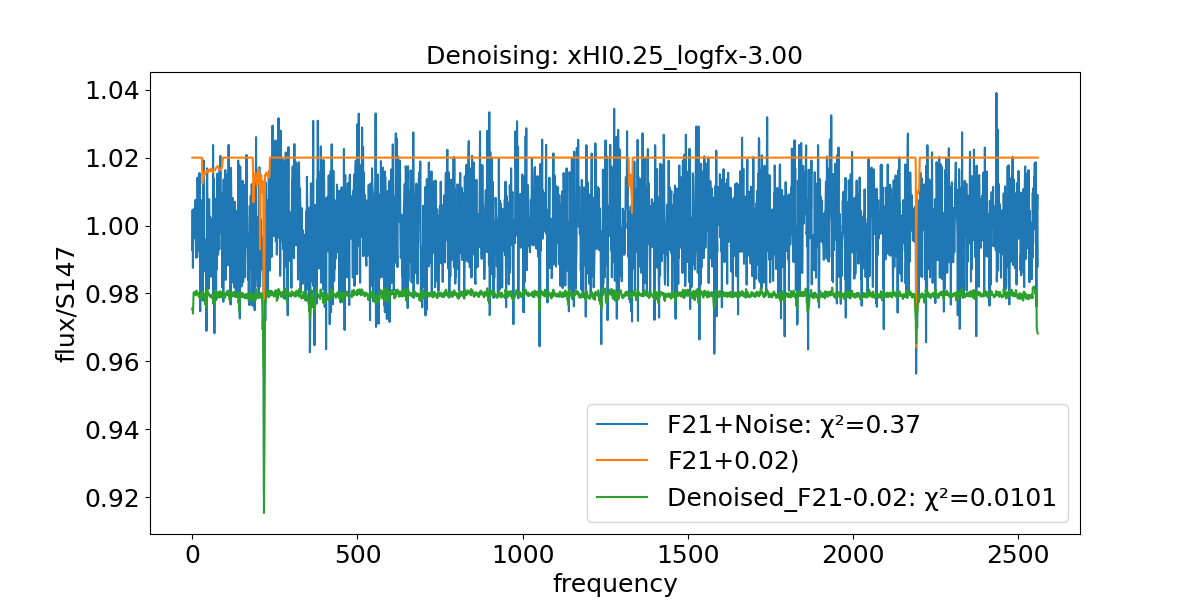 Denoising: xHI0.25_logfx-3.00
flux/S147
1.04
1.02
1.00
0.98
0.96
0.94
0.92
F21+Noise: χ²=0.37
F21+0.02)
Denoised_F21-0.02: χ²=0.0101
0
500
1000
1500
2000
2500
frequency